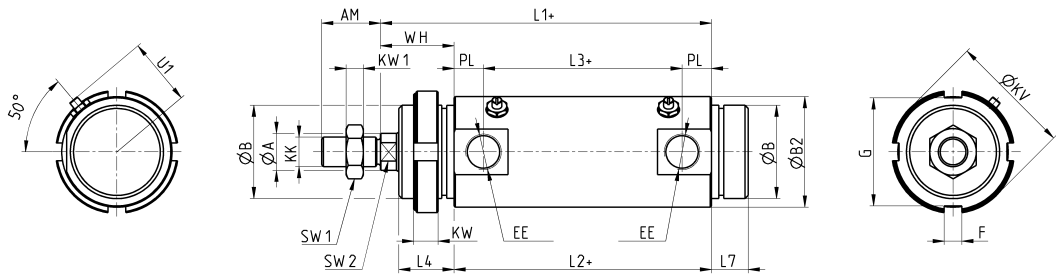 AM
L1+
WH
KW1
PL
L3+
PL
U1
50°
ØB
ØA
KK
ØB
ØB2
G
ØKV
SW1
SW2
KW
EE
EE
F
L4
L2+
L7